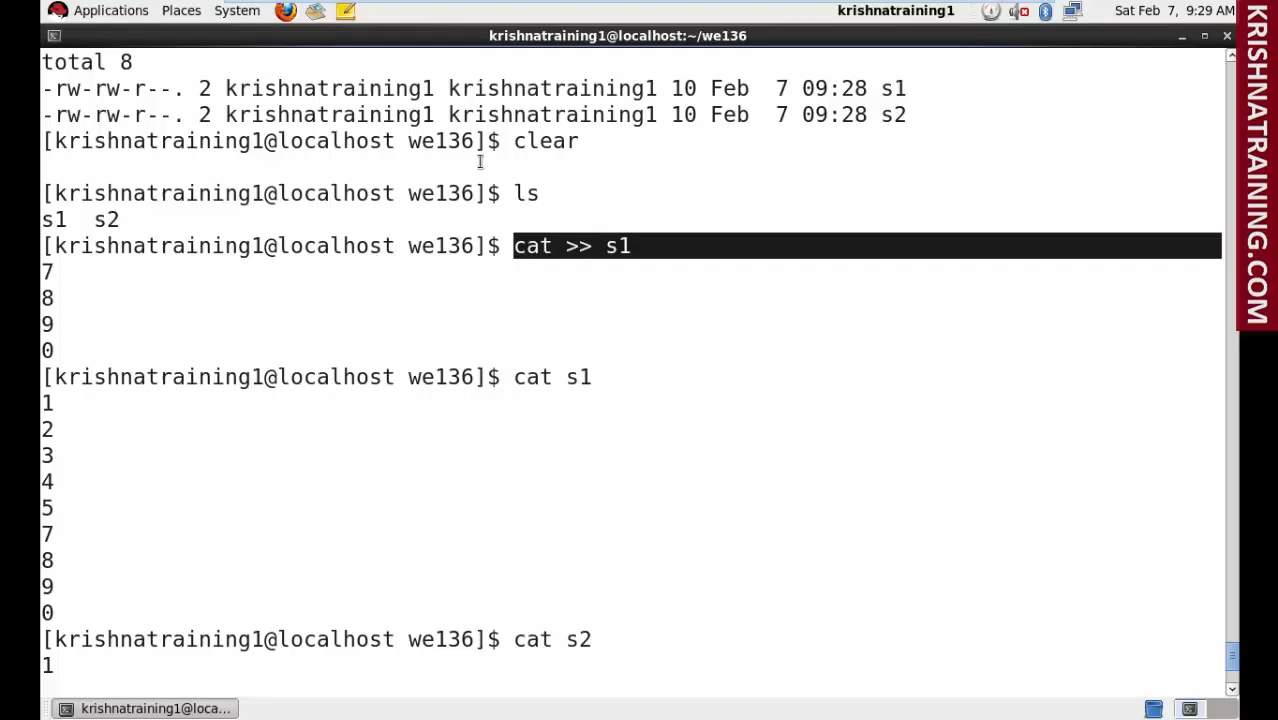 Applications Places System krishnatraining1 Sat Feb 7, 9:29 AM
krishnatraining1@localhost:~/we136
total 8
-rw-rw-r--. 2 krishnatraining1 krishnatraining1 10 Feb  7 09:28 s1
-rw-rw-r--. 2 krishnatraining1 krishnatraining1 10 Feb  7 09:28 s2
[krishnatraining1@localhost we136]$ clear
[krishnatraining1@localhost we136]$ ls
s1  s2
[krishnatraining1@localhost we136]$ cat >> s1
7
8
9
0
[krishnatraining1@localhost we136]$ cat s1
1
2
3
4
5
7
8
9
0
[krishnatraining1@localhost we136]$ cat s2
1
krishnatraining1@loca...
KRISHNATRAINING.COM